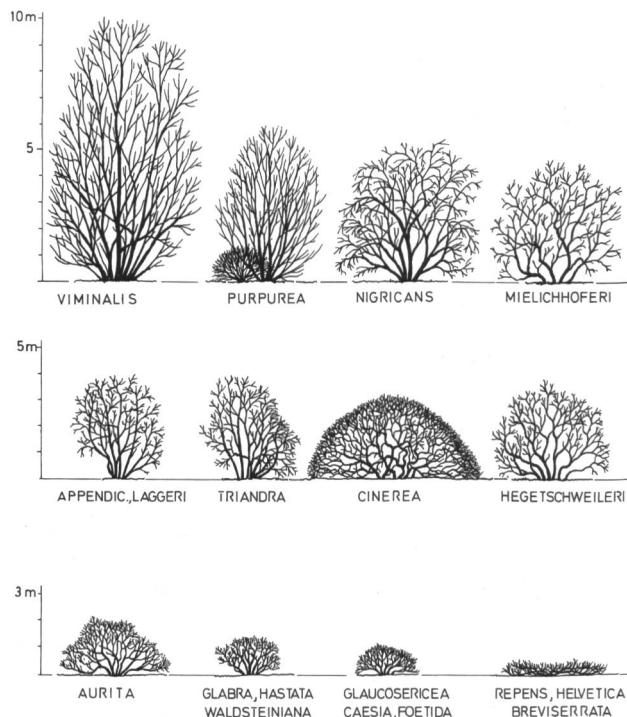 10m
5
VIMINALIS PURPUREA NIGRICANS MIELICHHOFERI
5m
APPENDIC., LAGGERI TRIANDRA CINEREA HEGETSCHWEILERI
3m
AURITA GLABRA, HASTATA GLAUCOSERICEA REPENS, HELVETICA
WALDSTEINIANA CAESIA, FOETIDA BREVISERRATA